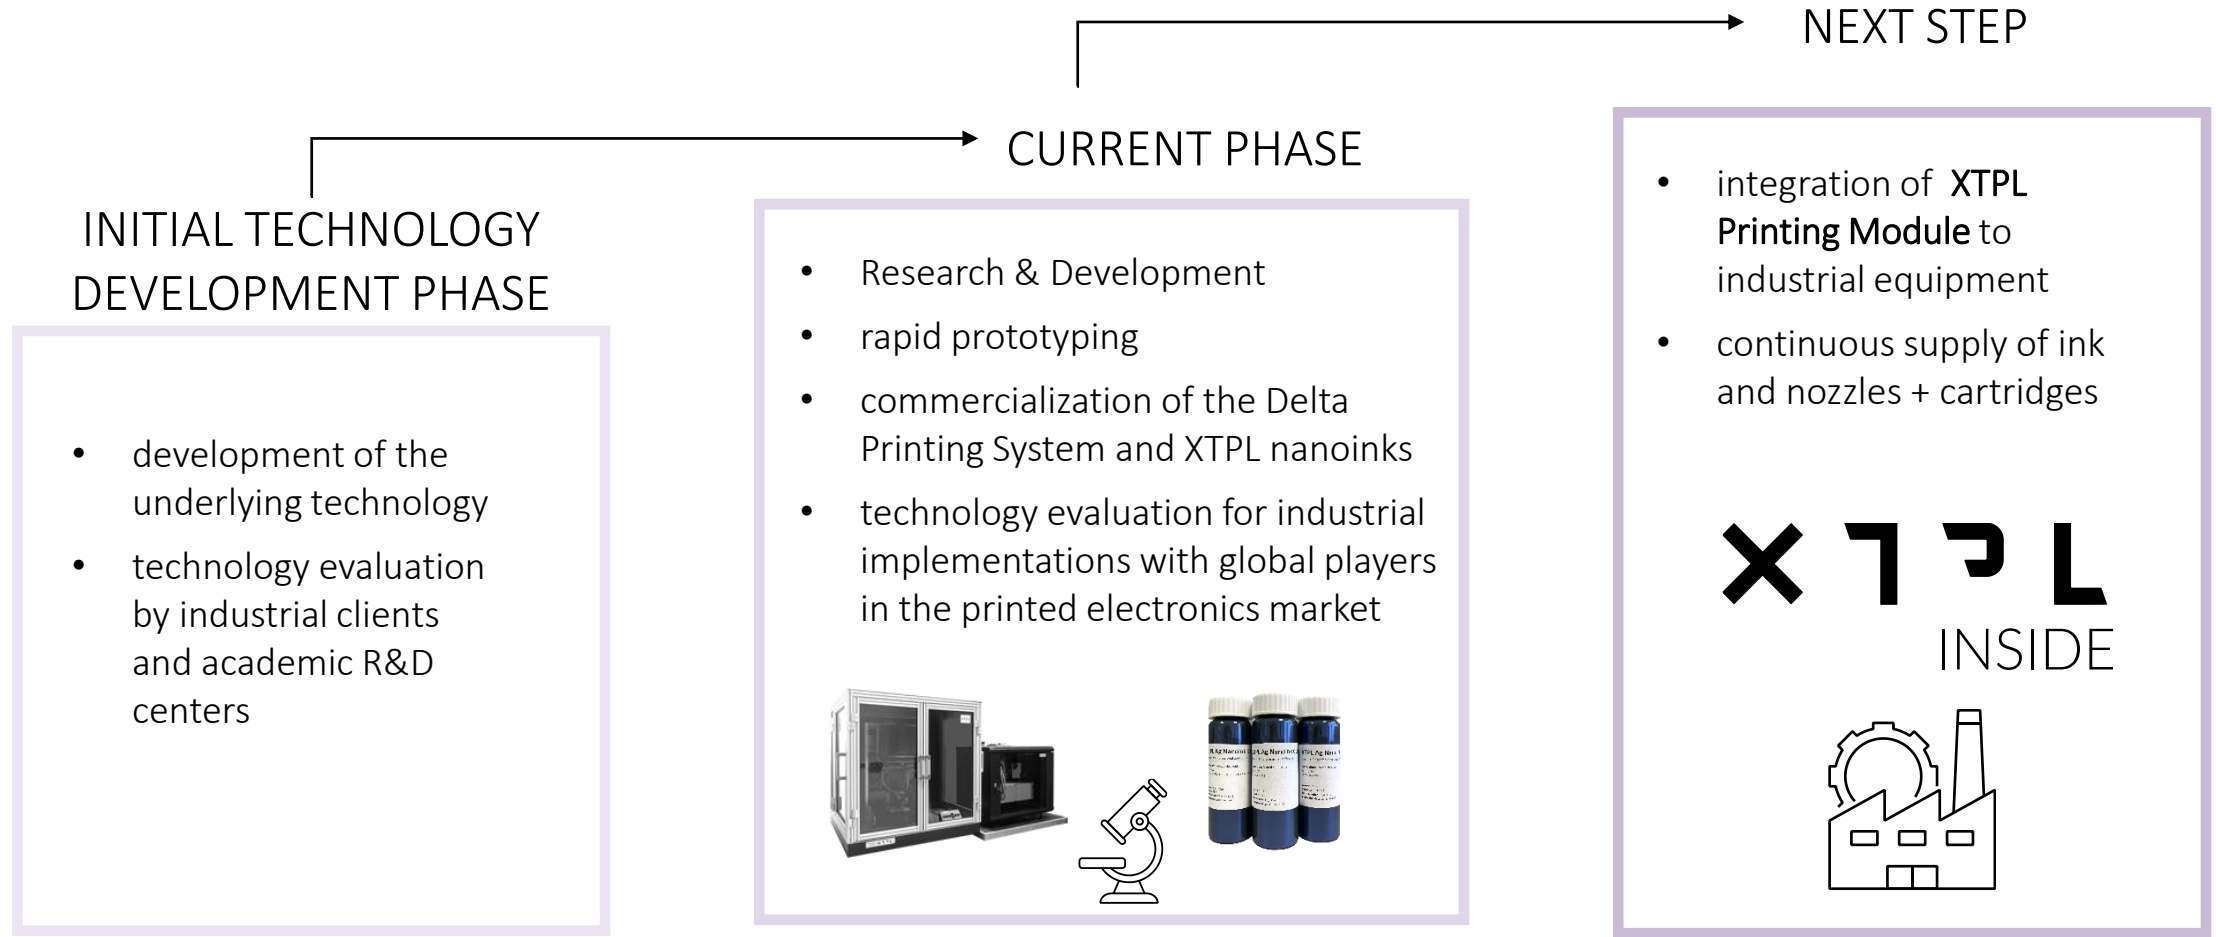 NEXT STEP
CURRENT PHASE
INITIAL TECHNOLOGY
DEVELOPMENT PHASE
• development of the
underlying technology
• technology evaluation
by industrial clients
and academic R&D
centers
• Research & Development
• rapid prototyping
• commercialization of the Delta
Printing System and XTPL nanoinks
• technology evaluation for industrial
implementations with global players
in the printed electronics market
• integration of XTPL
Printing Module to
industrial equipment
• continuous supply of ink
and nozzles + cartridges
XTPL
INSIDE